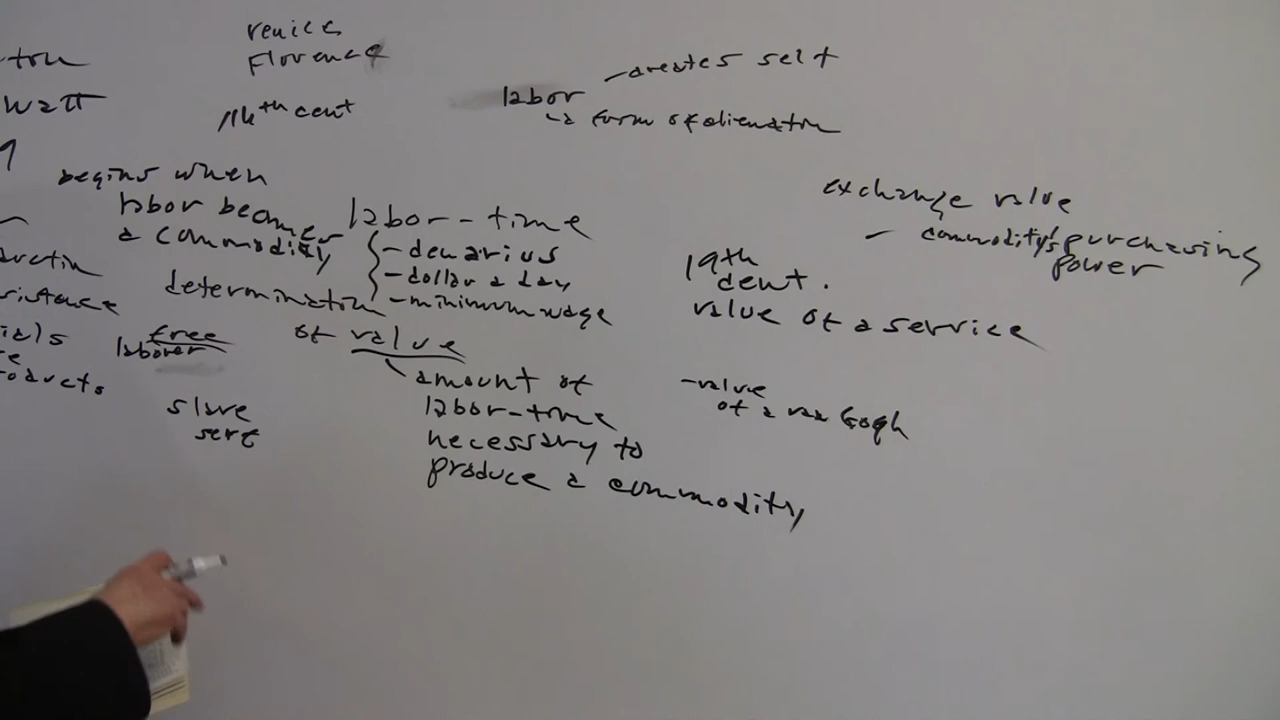 venice
Florence
14th cent
watt
labor
creates self
a form of alienation
begins when
labor becomes
a commodity
labor-time
- denarius
- dollar a day
- minimum wage
determination
of value
free
laborer
slave
serf
amount of
labor-time
necessary to
produce a commodity
exchange value
- commodity's purchasing
power
19th
cent.
value of a service
- value
of a van Gogh